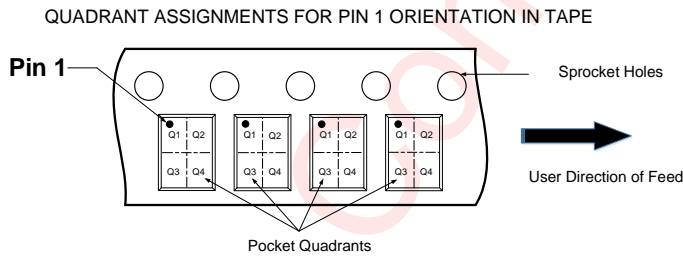 QUADRANT ASSIGNMENTS FOR PIN 1 ORIENTATION IN TAPE
Pin 1
Sprocket Holes
Q1 Q2 Q1 Q2 Q1 Q2 Q1 Q2
Q3 Q4 Q3 Q4 Q3 Q4 Q3 Q4
User Direction of Feed
Pocket Quadrants